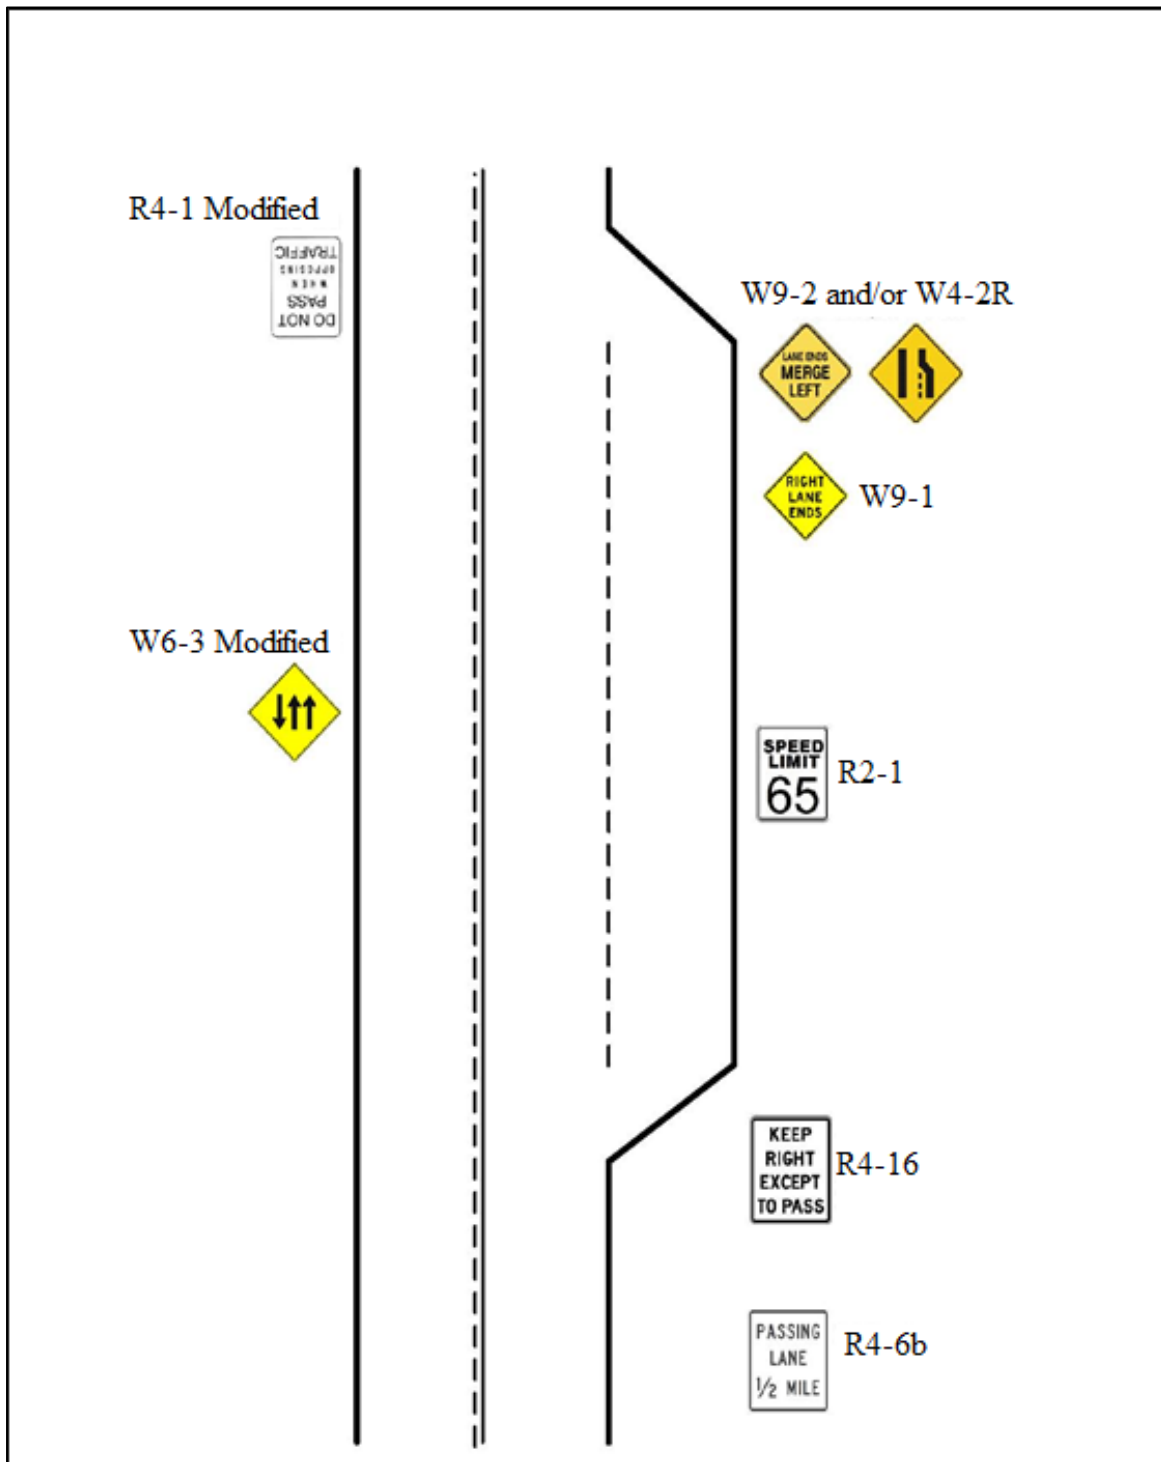 R4-1 Modified
DO NOT
PASS
WHEN
OPPOSING
TRAFFIC
W9-2 and/or W4-2R
LANE ENDS
MERGE
LEFT
RIGHT
LANE
ENDS
W9-1
W6-3 Modified
SPEED
LIMIT
65
R2-1
KEEP
RIGHT
EXCEPT
TO PASS
R4-16
PASSING
LANE
1/2 MILE
R4-6b